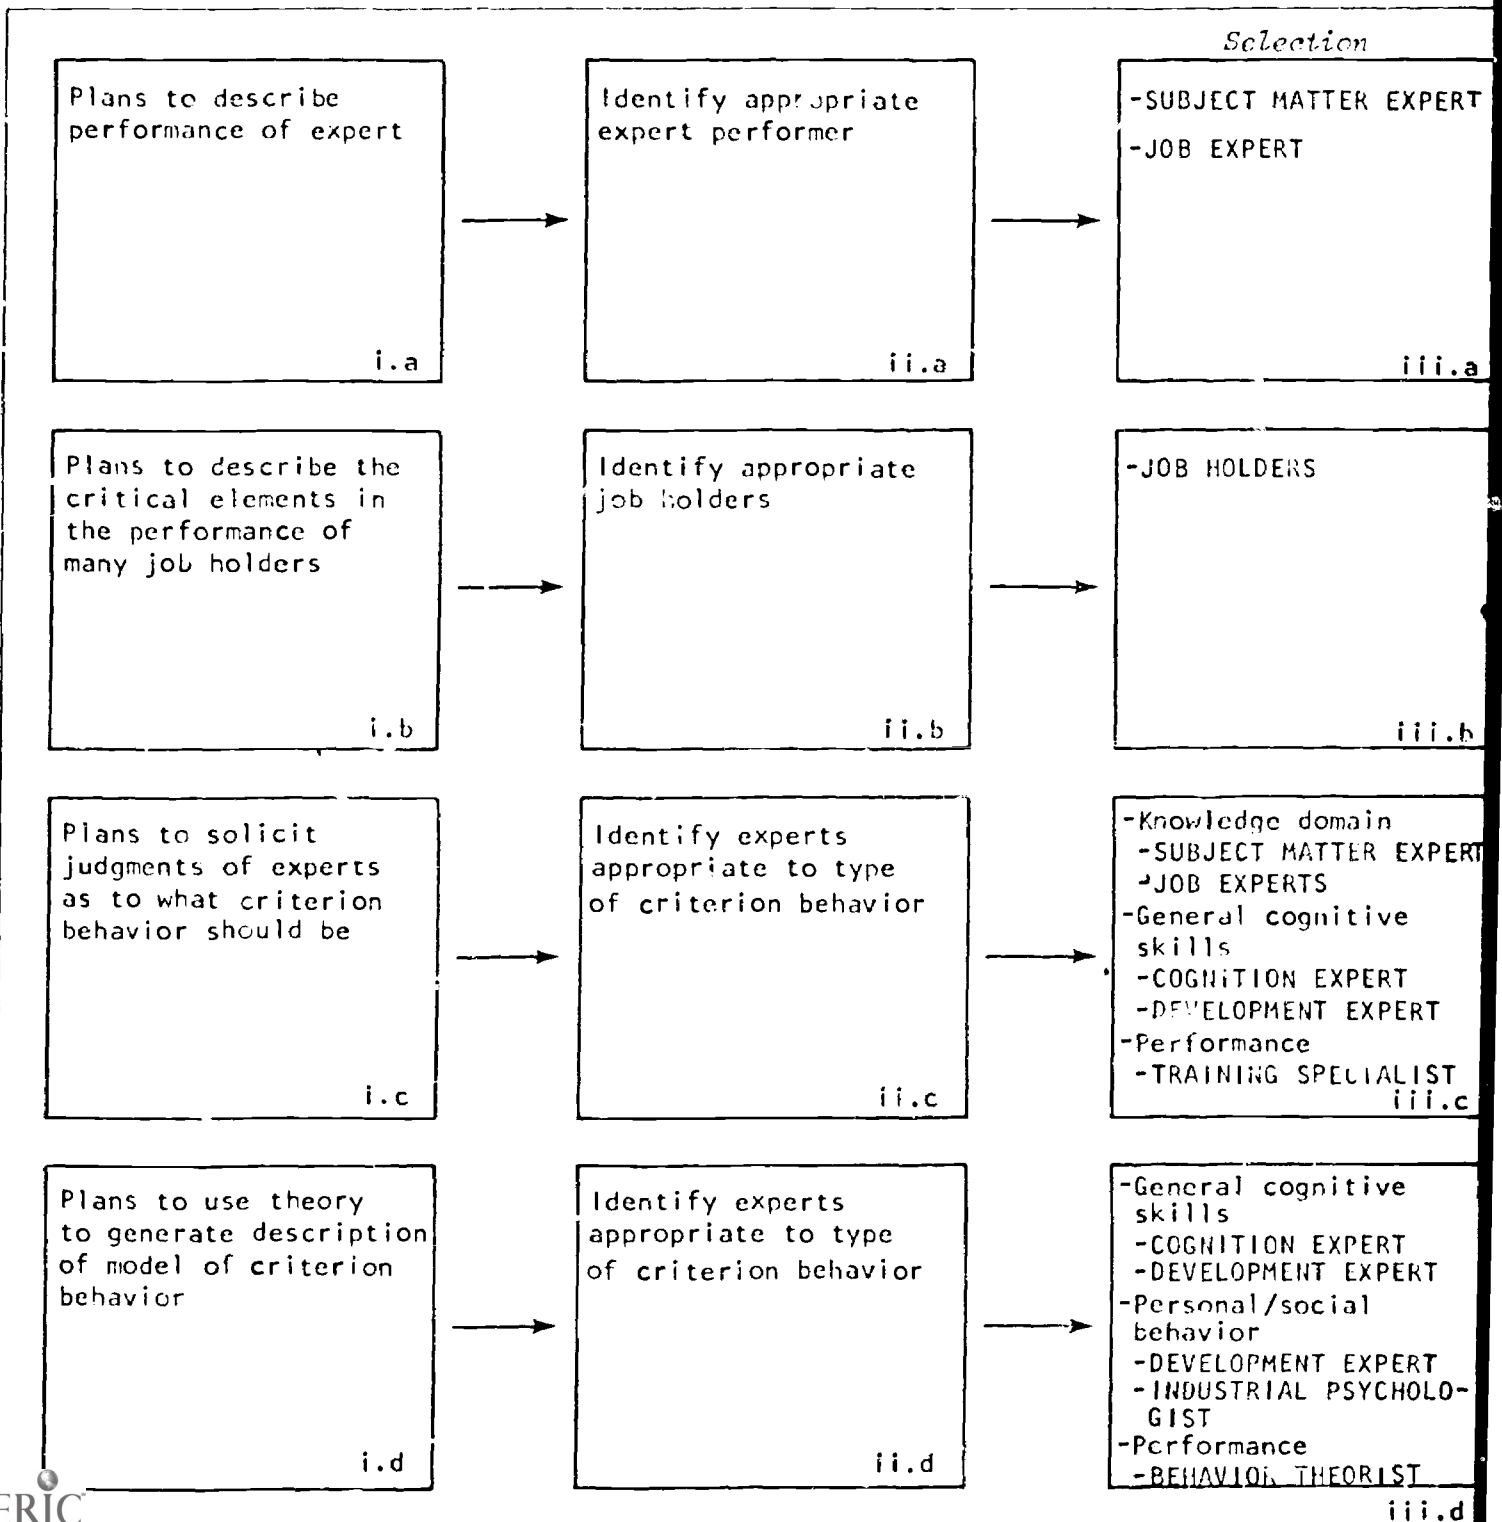 Selection
Plans to describe
performance of expert
i.a
Identify appropriate
expert performer
ii.a
-SUBJECT MATTER EXPERT
-JOB EXPERT
iii.a
Plans to describe the
critical elements in
the performance of
many job holders
i.b
Identify appropriate
job holders
ii.b
-JOB HOLDERS
iii.b
Plans to solicit
judgments of experts
as to what criterion
behavior should be
i.c
Identify experts
appropriate to type
of criterion behavior
ii.c
-Knowledge domain
-SUBJECT MATTER EXPERT
-JOB EXPERTS
-General cognitive
skills
-COGNITION EXPERT
-DEVELOPMENT EXPERT
-Performance
-TRAINING SPECIALIST
iii.c
Plans to use theory
to generate description
of model of criterion
behavior
i.d
Identify experts
appropriate to type
of criterion behavior
ii.d
-General cognitive
skills
-COGNITION EXPERT
-DEVELOPMENT EXPERT
-Personal/social
behavior
-DEVELOPMENT EXPERT
-INDUSTRIAL PSYCHOLO-
GIST
-Performance
-BEHAVIOR THEORIST
iii.d
ERIC